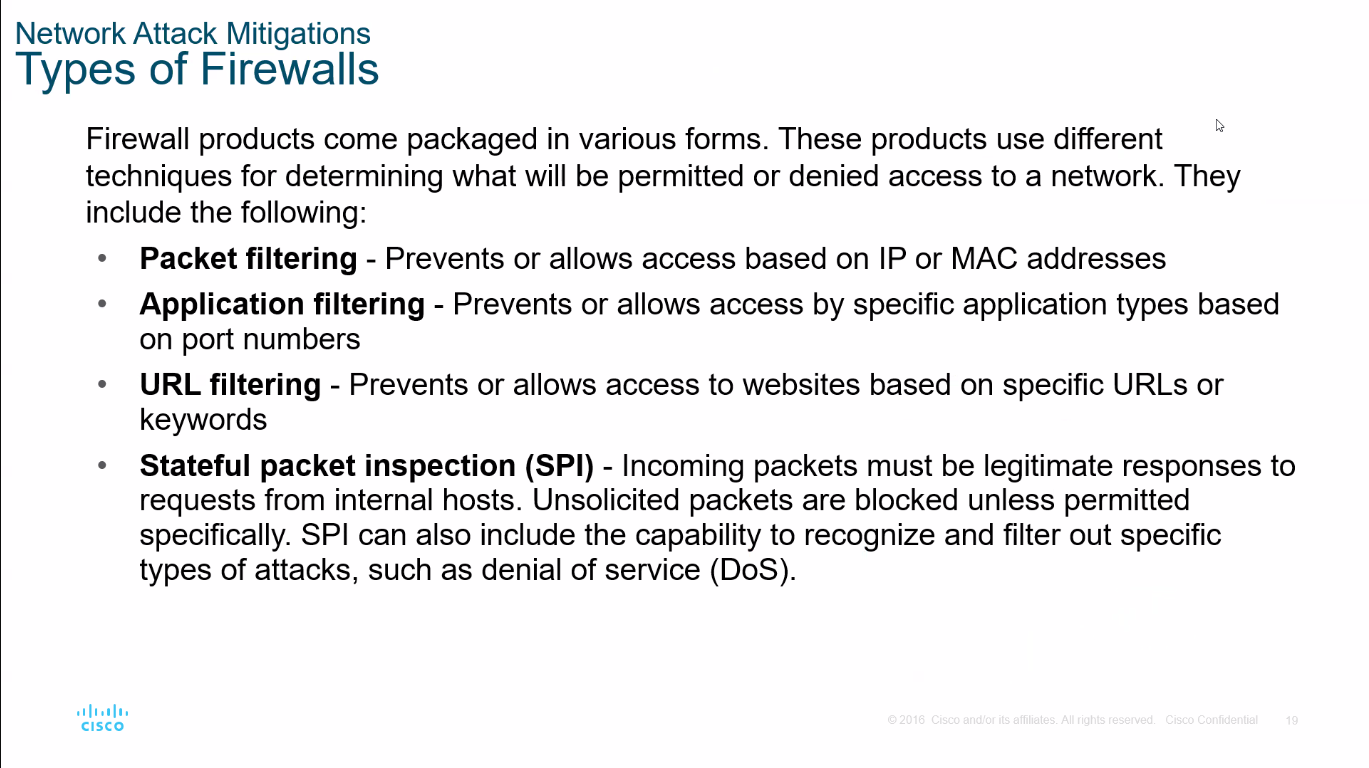 Network Attack Mitigations
Types of Firewalls
Firewall products come packaged in various forms. These products use different
techniques for determining what will be permitted or denied access to a network. They
include the following:
• Packet filtering - Prevents or allows access based on IP or MAC addresses
• Application filtering - Prevents or allows access by specific application types based
on port numbers
• URL filtering - Prevents or allows access to websites based on specific URLs or
keywords
• Stateful packet inspection (SPI) - Incoming packets must be legitimate responses to
requests from internal hosts. Unsolicited packets are blocked unless permitted
specifically. SPI can also include the capability to recognize and filter out specific
types of attacks, such as denial of service (DoS).
CISCO
© 2016 Cisco and/or its affiliates. All rights reserved. Cisco Confidential 19